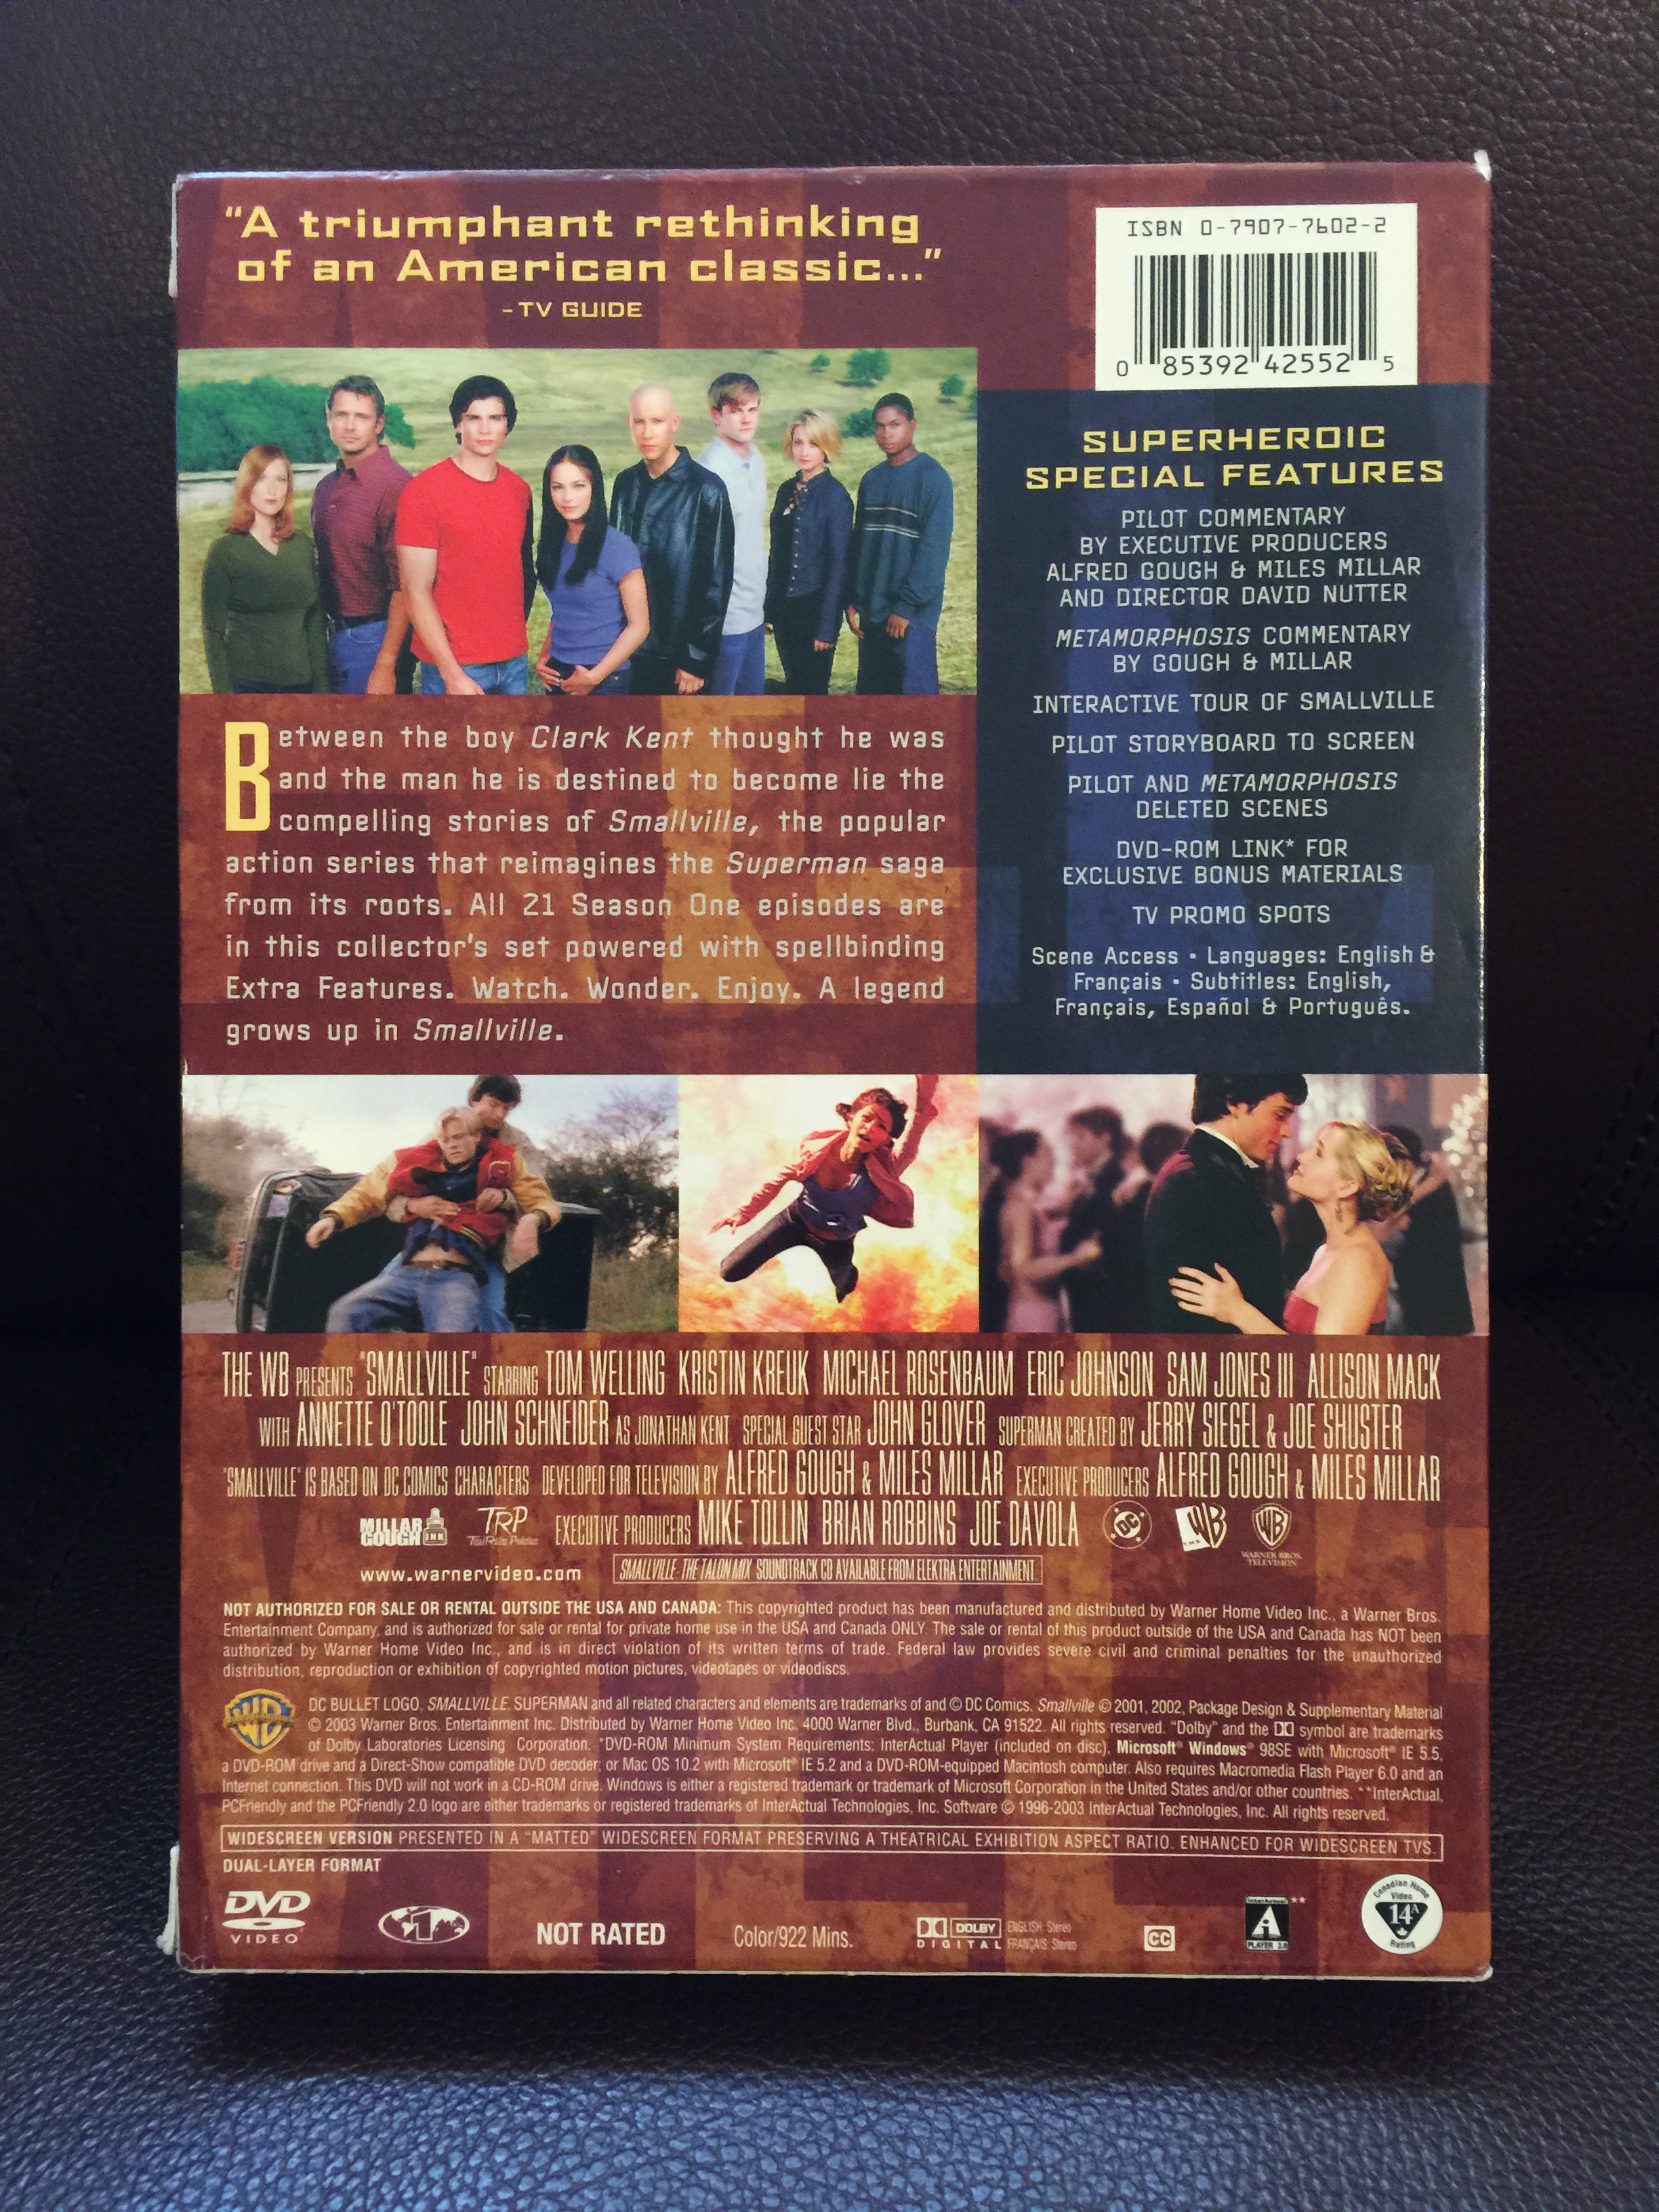 "A triumphant rethinking
of an American classic..."
- TV GUIDE
ISBN 0-7907-7602-2
0 85392 42552 5
SUPERHEROIC
SPECIAL FEATURES
PILOT COMMENTARY
BY EXECUTIVE PRODUCERS
ALFRED GOUGH & MILES MILLAR
AND DIRECTOR DAVID NUTTER
METAMORPHOSIS COMMENTARY
BY GOUGH & MILLAR
INTERACTIVE TOUR OF SMALLVILLE
PILOT STORYBOARD TO SCREEN
PILOT AND METAMORPHOSIS
DELETED SCENES
DVD-ROM LINK* FOR
EXCLUSIVE BONUS MATERIALS
TV PROMO SPOTS
Scene Access • Languages: English &
Français • Subtitles: English,
Français, Español & Português.
Between the boy Clark Kent thought he was
and the man he is destined to become lie the
compelling stories of Smallville, the popular
action series that reimagines the Superman saga
from its roots. All 21 Season One episodes are
in this collector's set powered with spellbinding
Extra Features. Watch. Wonder. Enjoy. A legend
grows up in Smallville.
THE WB PRESENTS "SMALLVILLE" STARRING TOM WELLING KRISTIN KREUK MICHAEL ROSENBAUM ERIC JOHNSON SAM JONES III ALLISON MACK
WITH ANNETTE O'TOOLE JOHN SCHNEIDER AS JONATHAN KENT SPECIAL GUEST STAR JOHN GLOVER SUPERMAN CREATED BY JERRY SIEGEL & JOE SHUSTER
"SMALLVILLE" IS BASED ON DC COMICS CHARACTERS DEVELOPED FOR TELEVISION BY ALFRED GOUGH & MILES MILLAR EXECUTIVE PRODUCERS ALFRED GOUGH & MILES MILLAR
MILLAR GOUGH INK TRP Tollin/Robbins Productions EXECUTIVE PRODUCERS MIKE TOLLIN BRIAN ROBBINS JOE DAVOLA DC THE WB WB WARNER BROS. TELEVISION
www.warnervideo.com SMALLVILLE: THE TALON MIX SOUNDTRACK CD AVAILABLE FROM ELEKTRA ENTERTAINMENT.
NOT AUTHORIZED FOR SALE OR RENTAL OUTSIDE THE USA AND CANADA: This copyrighted product has been manufactured and distributed by Warner Home Video Inc., a Warner Bros.
Entertainment Company, and is authorized for sale or rental for private home use in the USA and Canada ONLY. The sale or rental of this product outside of the USA and Canada has NOT been
authorized by Warner Home Video Inc., and is in direct violation of its written terms of trade. Federal law provides severe civil and criminal penalties for the unauthorized
distribution, reproduction or exhibition of copyrighted motion pictures, videotapes or videodiscs.
WB DC BULLET LOGO, SMALLVILLE, SUPERMAN and all related characters and elements are trademarks of and © DC Comics. Smallville © 2001, 2002, Package Design & Supplementary Material
© 2003 Warner Bros. Entertainment Inc. Distributed by Warner Home Video Inc. 4000 Warner Blvd., Burbank, CA 91522. All rights reserved. "Dolby" and the DD symbol are trademarks
of Dolby Laboratories Licensing Corporation. *DVD-ROM Minimum System Requirements: InterActual Player (included on disc), Microsoft® Windows® 98SE with Microsoft® IE 5.5,
a DVD-ROM drive and a Direct-Show compatible DVD decoder; or Mac OS 10.2 with Microsoft® IE 5.2 and a DVD-ROM-equipped Macintosh computer. Also requires Macromedia Flash Player 6.0 and an
Internet connection. This DVD will not work in a CD-ROM drive. Windows is either a registered trademark or trademark of Microsoft Corporation in the United States and/or other countries. **InterActual,
PCFriendly and the PCFriendly 2.0 logo are either trademarks or registered trademarks of InterActual Technologies, Inc. Software © 1996-2003 InterActual Technologies, Inc. All rights reserved.
WIDESCREEN VERSION PRESENTED IN A "MATTED" WIDESCREEN FORMAT PRESERVING A THEATRICAL EXHIBITION ASPECT RATIO. ENHANCED FOR WIDESCREEN TVS.
DUAL-LAYER FORMAT
DVD VIDEO
1
NOT RATED
Color/922 Mins.
DOLBY DIGITAL
ENGLISH: Stereo
FRANÇAIS: Stereo
CC
InterActual PLAYER 2.0 **
Canadian Home Video 14A Rating